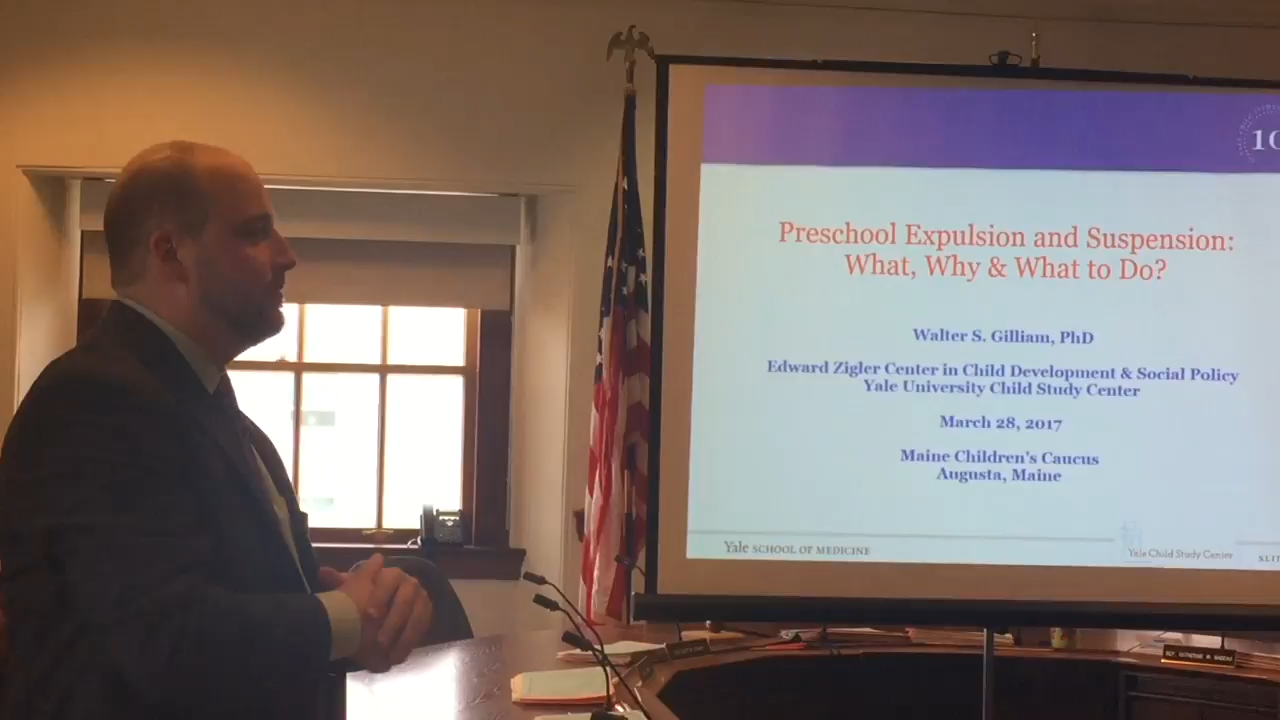 10
Preschool Expulsion and Suspension:
What, Why & What to Do?
Walter S. Gilliam, PhD
Edward Zigler Center in Child Development & Social Policy
Yale University Child Study Center
March 28, 2017
Maine Children's Caucus
Augusta, Maine
Yale SCHOOL OF MEDICINE
Yale Child Study Center